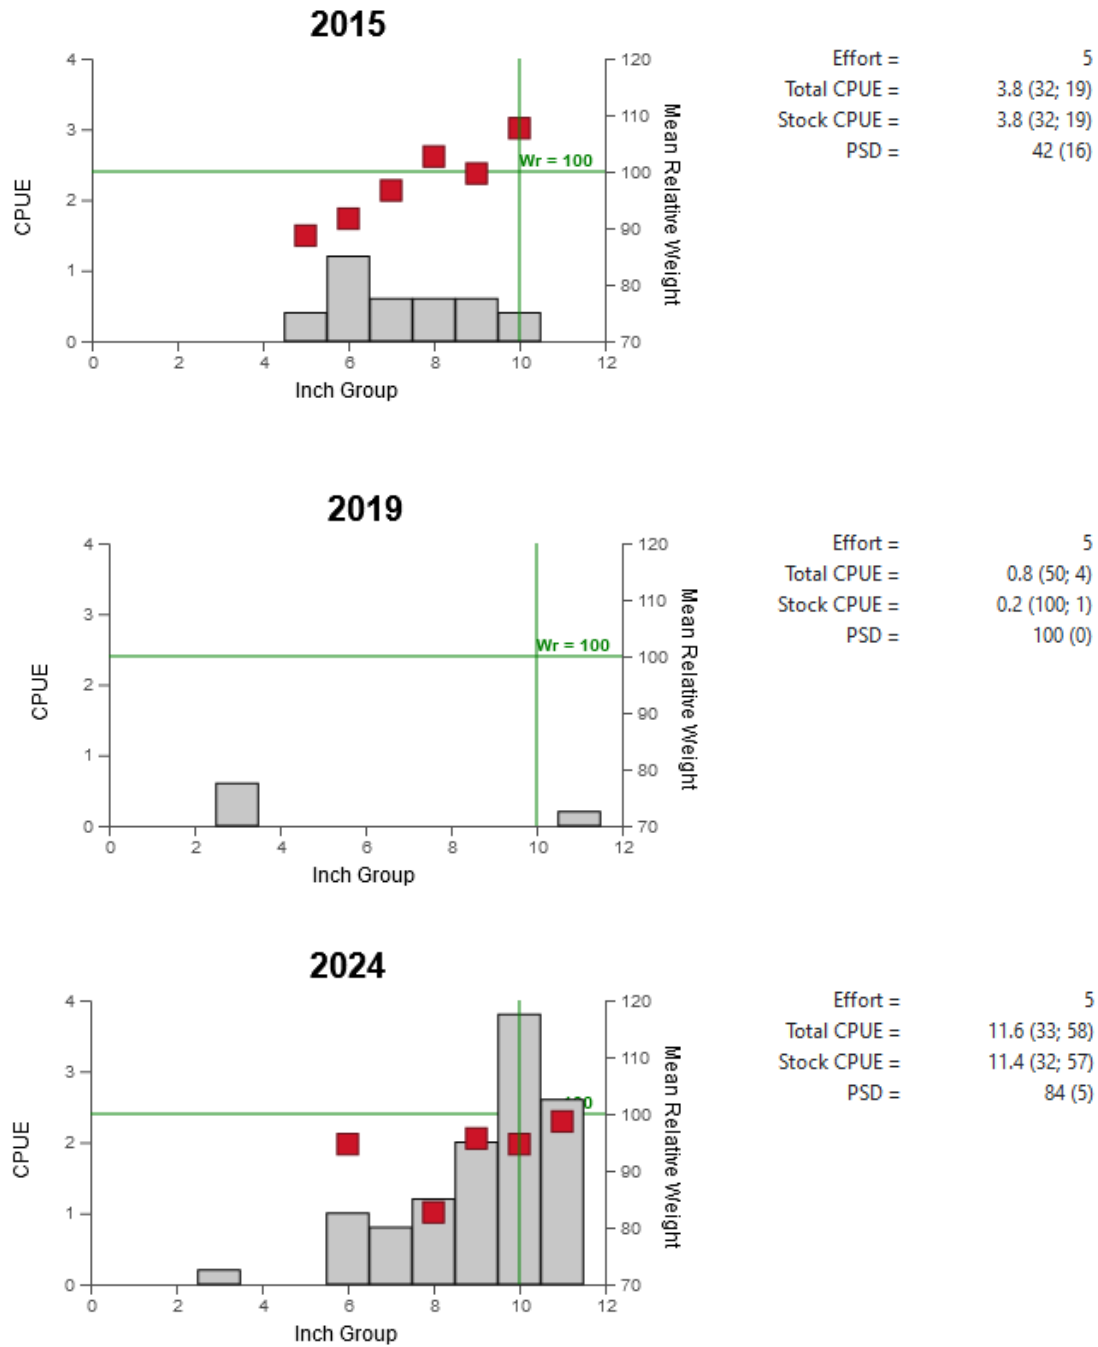 2015
4
3
2
1
0
CPUE
120
110
100
90
80
70
Mean Relative Weight
Wr = 100
0 2 4 6 8 10 12
Inch Group
Effort = 5
Total CPUE = 3.8 (32; 19)
Stock CPUE = 3.8 (32; 19)
PSD = 42 (16)
2019
4
3
2
1
0
CPUE
120
110
100
90
80
70
Mean Relative Weight
Wr = 100
0 2 4 6 8 10 12
Inch Group
Effort = 5
Total CPUE = 0.8 (50; 4)
Stock CPUE = 0.2 (100; 1)
PSD = 100 (0)
2024
4
3
2
1
0
CPUE
120
110
100
90
80
70
Mean Relative Weight
0 2 4 6 8 10 12
Inch Group
Effort = 5
Total CPUE = 11.6 (33; 58)
Stock CPUE = 11.4 (32; 57)
PSD = 84 (5)